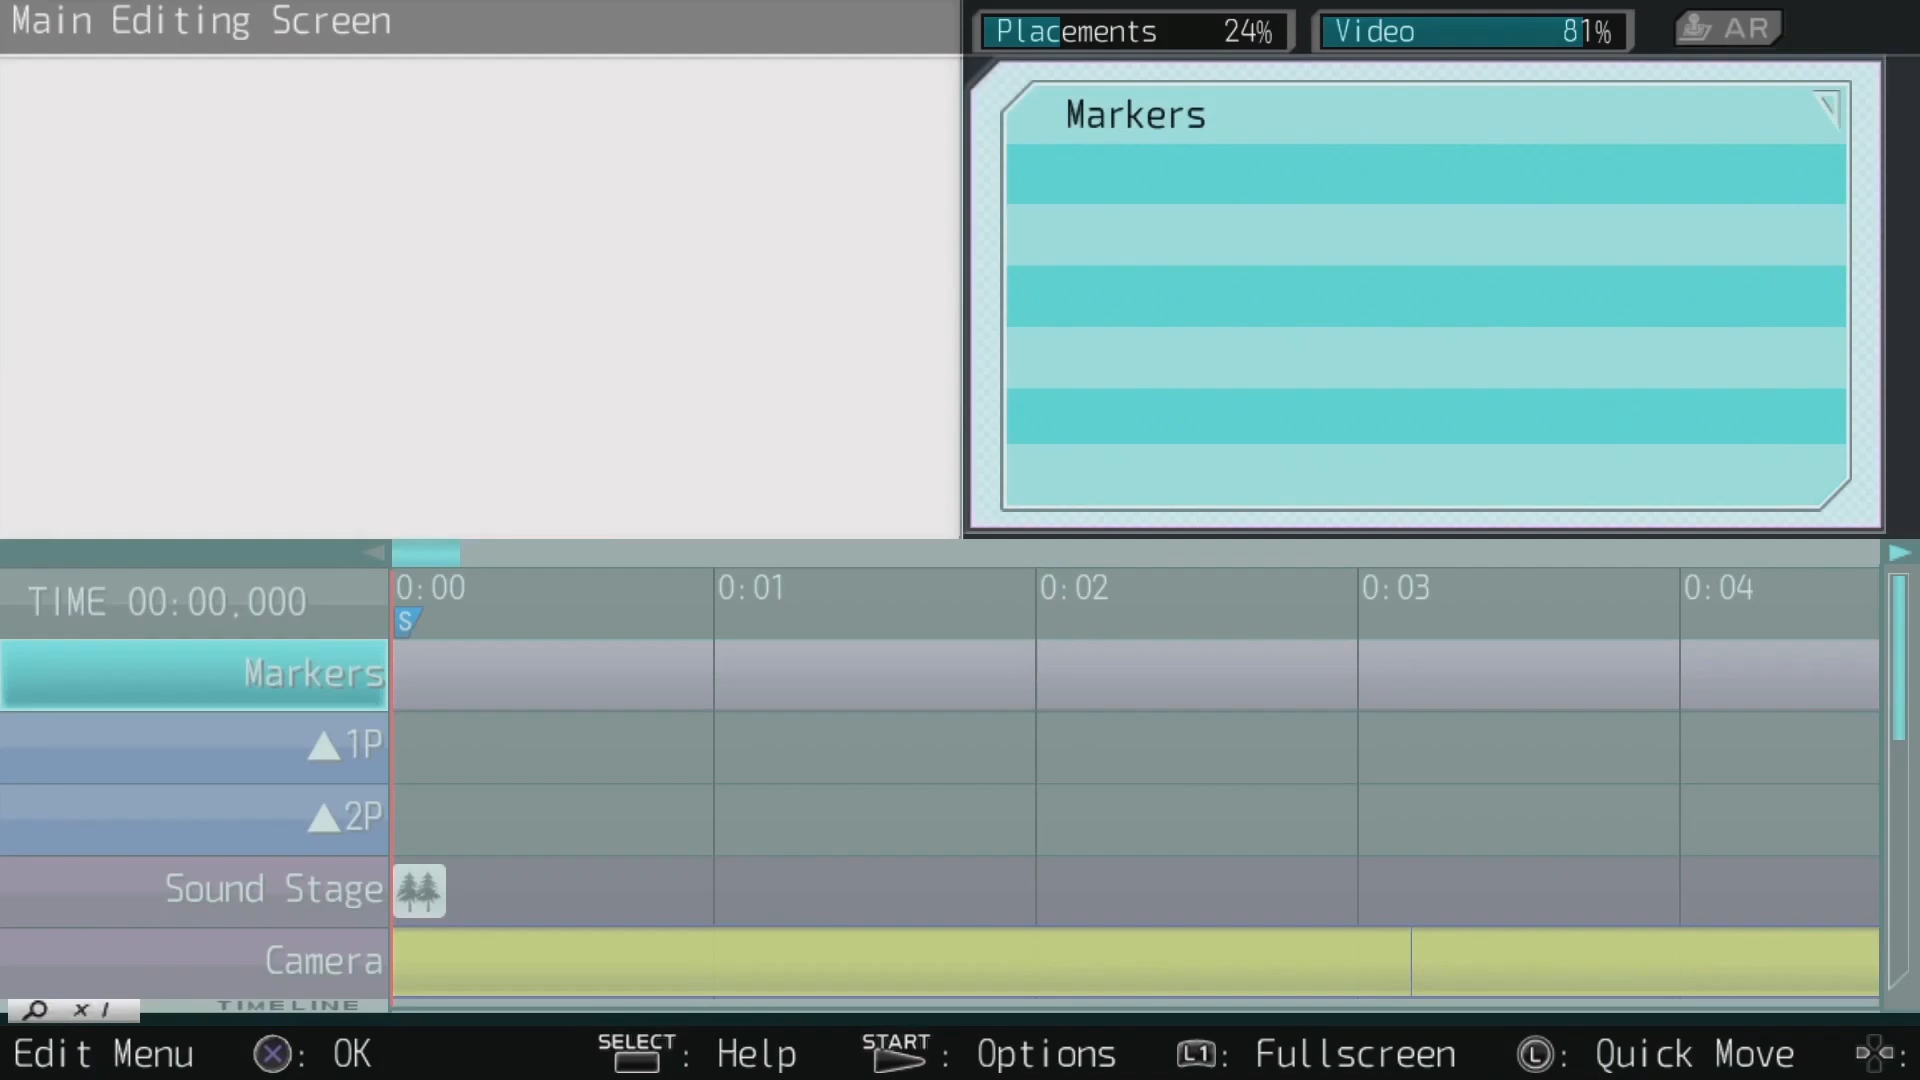 Main Editing Screen
Placements 24%
Video 81%
AR
Markers
TIME 00:00,000
0:00
0:01
0:02
0:03
0:04
S
Markers
▲1P
▲2P
Sound Stage
Camera
x 1
TIMELINE
Edit Menu
: OK
SELECT : Help
START : Options
L1: Fullscreen
L: Quick Move
: